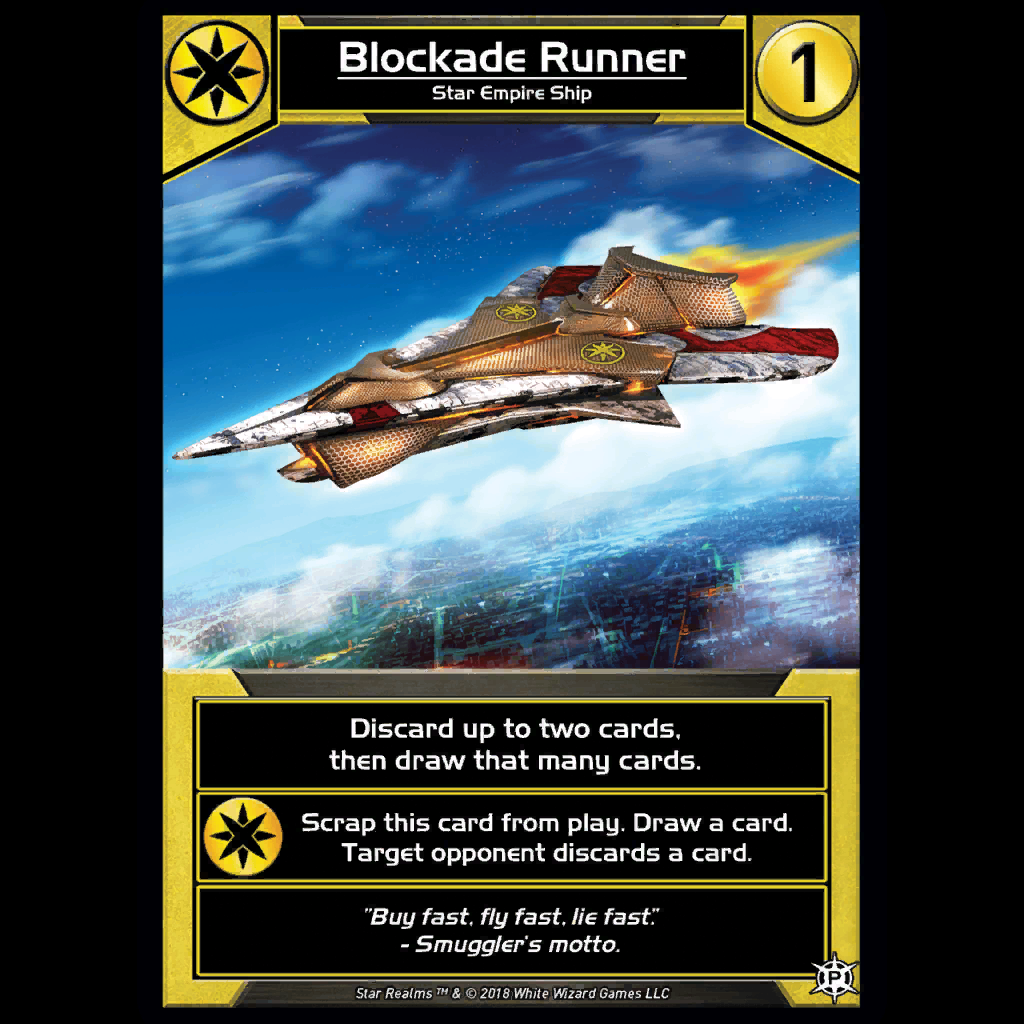 Blockade Runner
Star Empire Ship
1
Discard up to two cards,
then draw that many cards.
Scrap this card from play. Draw a card.
Target opponent discards a card.
"Buy fast, fly fast, lie fast."
- Smuggler's motto.
P
Star Realms™ & © 2018 White Wizard Games LLC